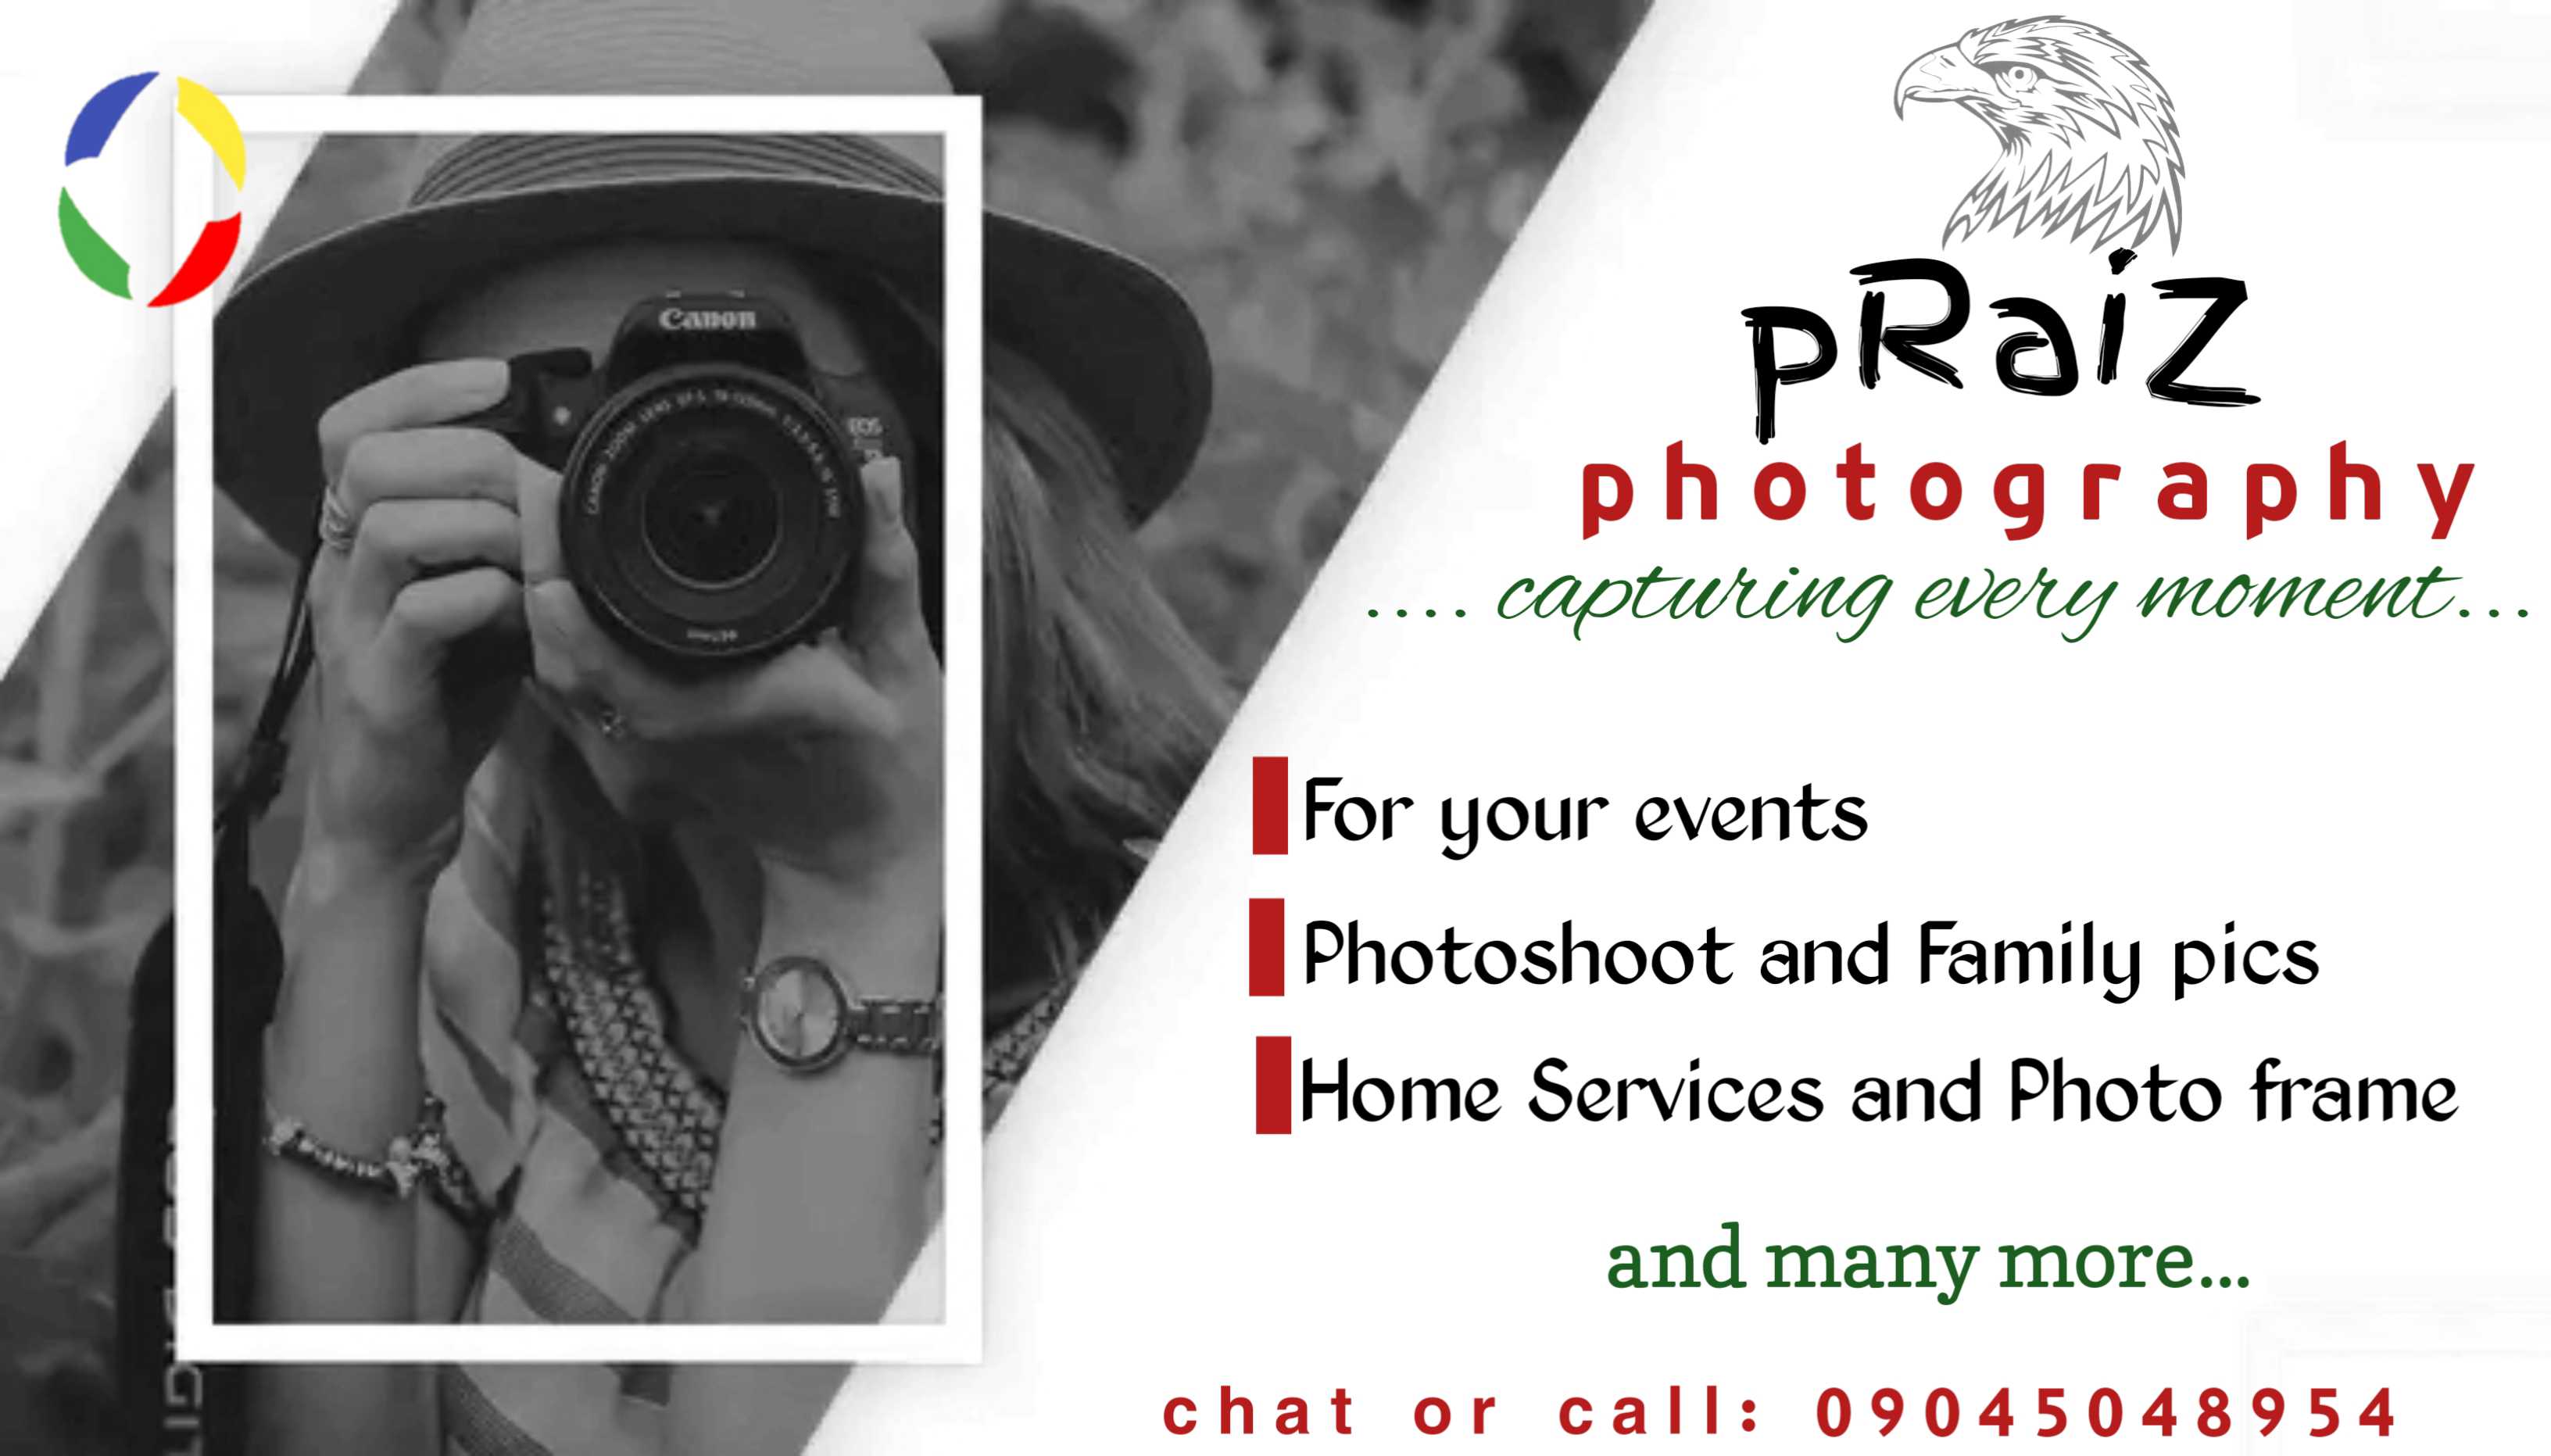 pRaiZ
photography
.... capturing every moment...
For your events
Photoshoot and Family pics
Home Services and Photo frame
and many more...
chat or call: 09045048954
Canon
EOS